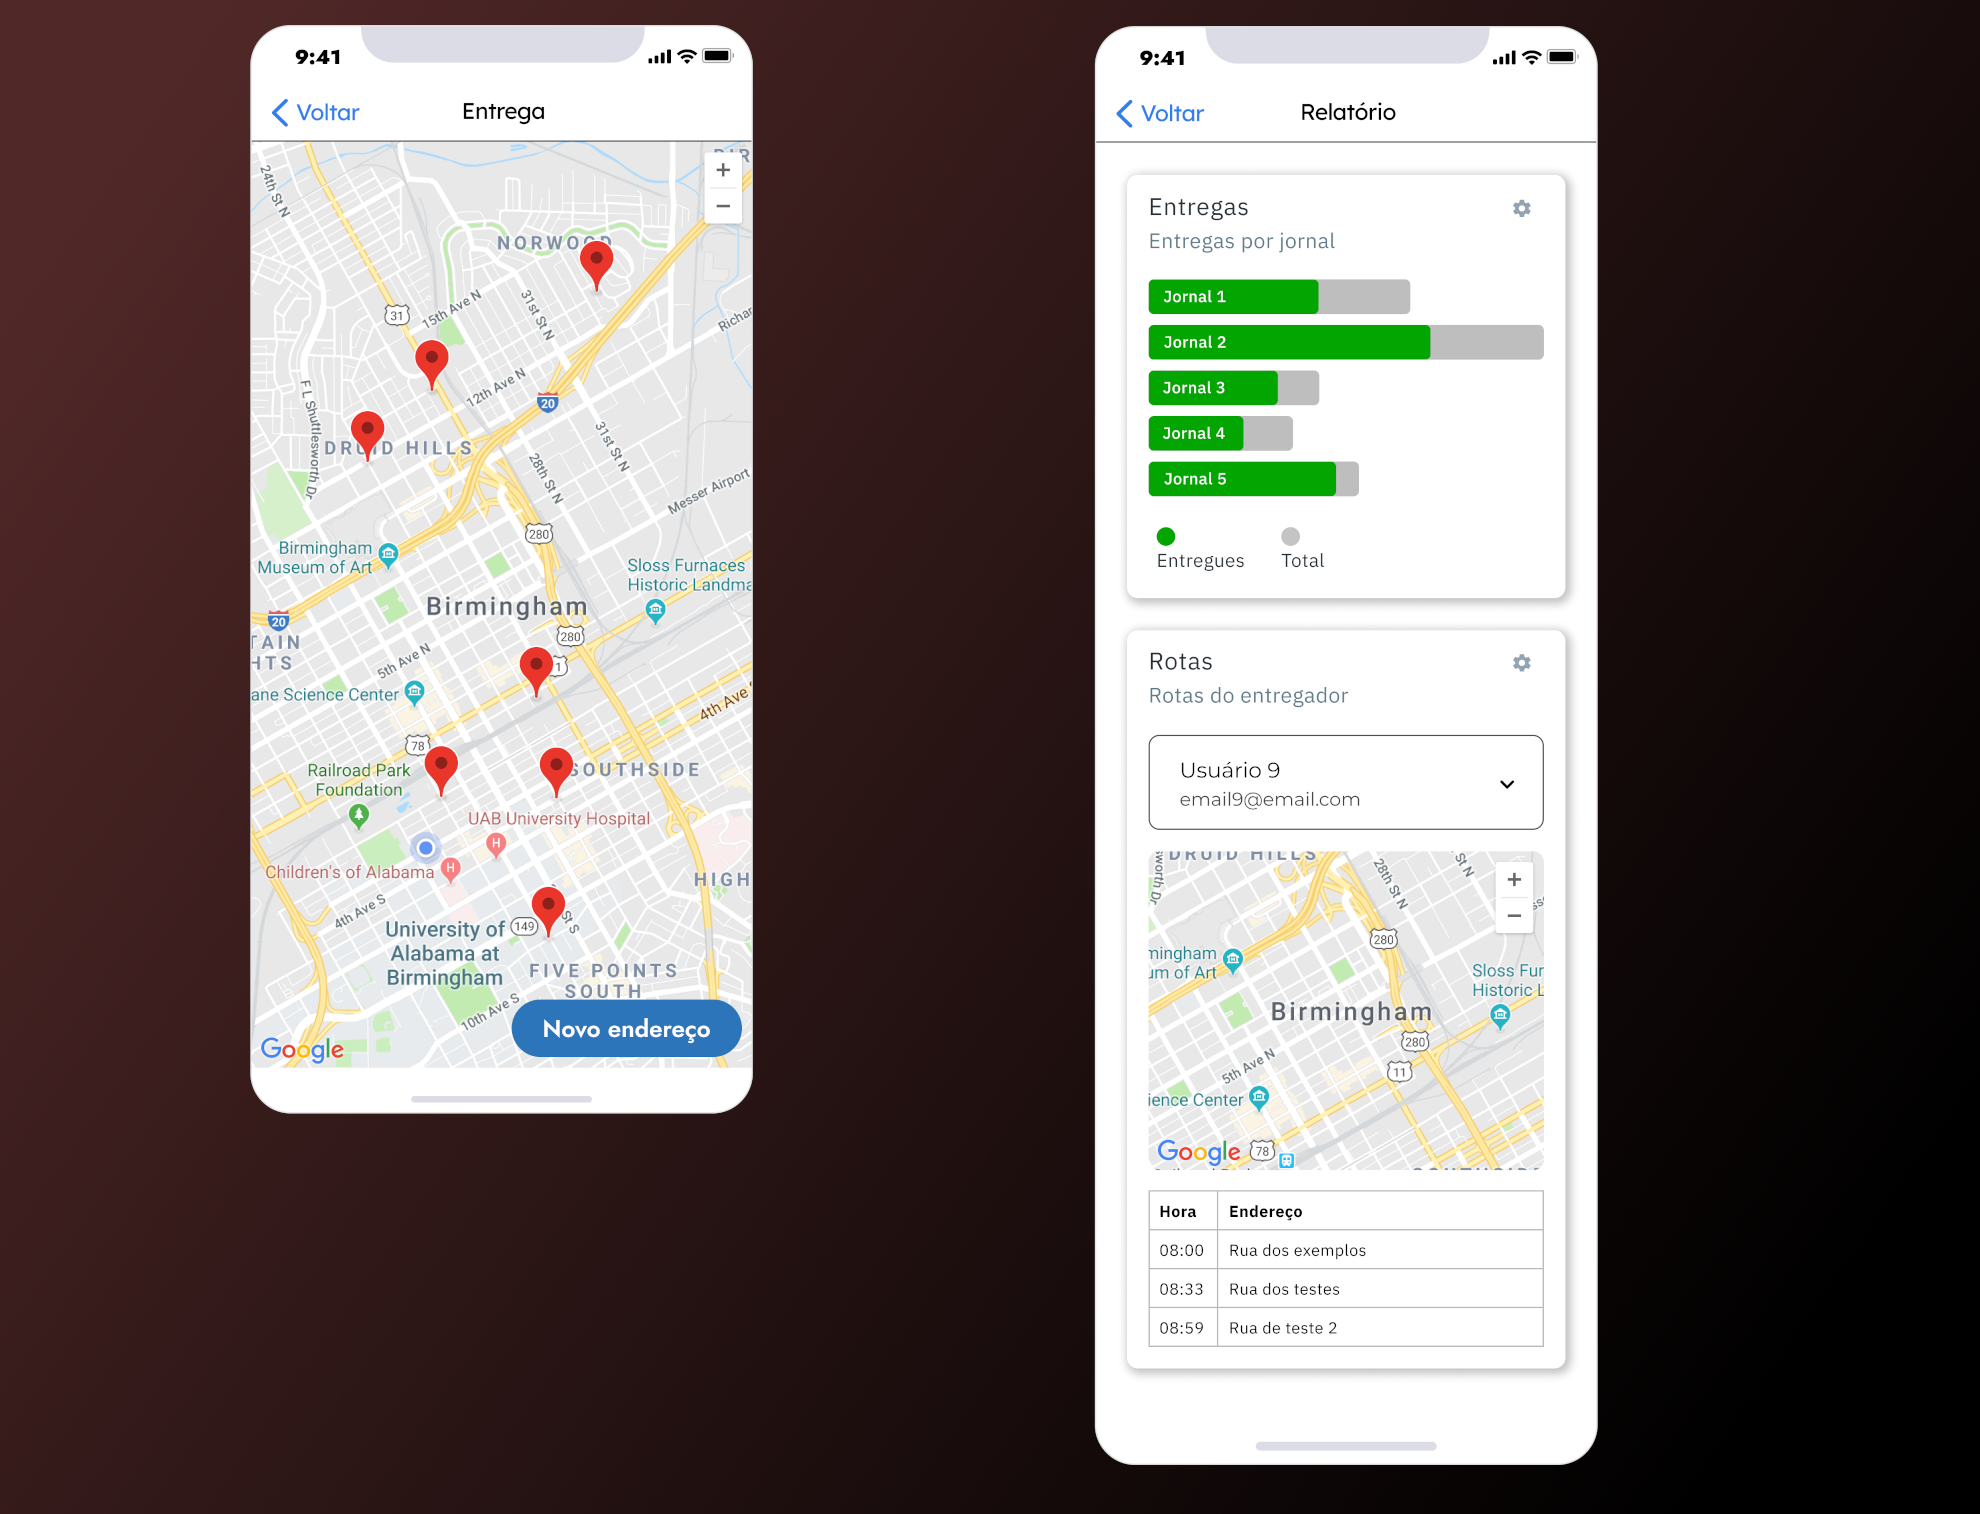 9:41
Voltar
Entrega
24th St N
NORWOOD
31
15th Ave N
31st St N
Richar
12th Ave N
20
F L Shuttlesworth Dr
DRUID HILLS
31st St N
28th St N
Messer Airport
280
Birmingham
Museum of Art
Sloss Furnaces
Historic Landma
Birmingham
20
280
TAIN
HTS
5th Ave N
1
ane Science Center
4th Ave S
78
Railroad Park
Foundation
SOUTHSIDE
UAB University Hospital
H
Children's of Alabama
H
HIGH
4th Ave S
University of
Alabama at
Birmingham
149
St S
FIVE POINTS
SOUTH
10th Ave S
Novo endereço
Google
9:41
Voltar
Relatório
Entregas
Entregas por jornal
Jornal 1
Jornal 2
Jornal 3
Jornal 4
Jornal 5
Entregues
Total
Rotas
Rotas do entregador
Usuário 9
email9@email.com
DRUID HILLS
sworth Dr
28th St N
St N
280
mingham
um of Art
Sloss Fur
Historic L
Birmingham
280
5th Ave N
11
ience Center
Google
78
Hora
Endereço
08:00
Rua dos exemplos
08:33
Rua dos testes
08:59
Rua de teste 2